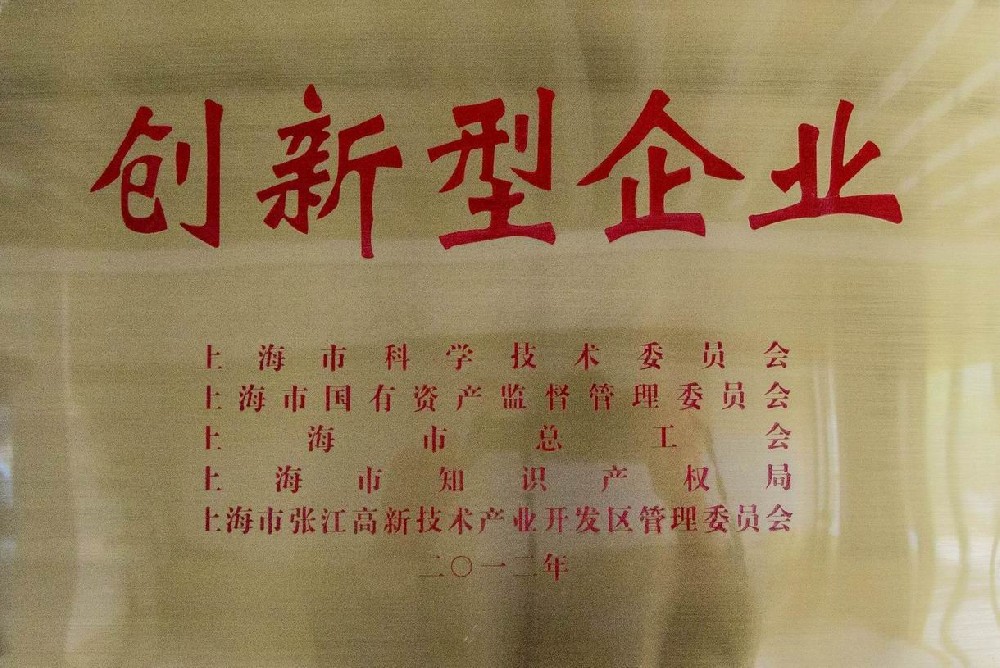 创新型企业
上海市科学技术委员会
上海市国有资产监督管理委员会
上海市总工会
上海市知识产权局
上海市张江高新技术产业开发区管理委员会
二〇一二年